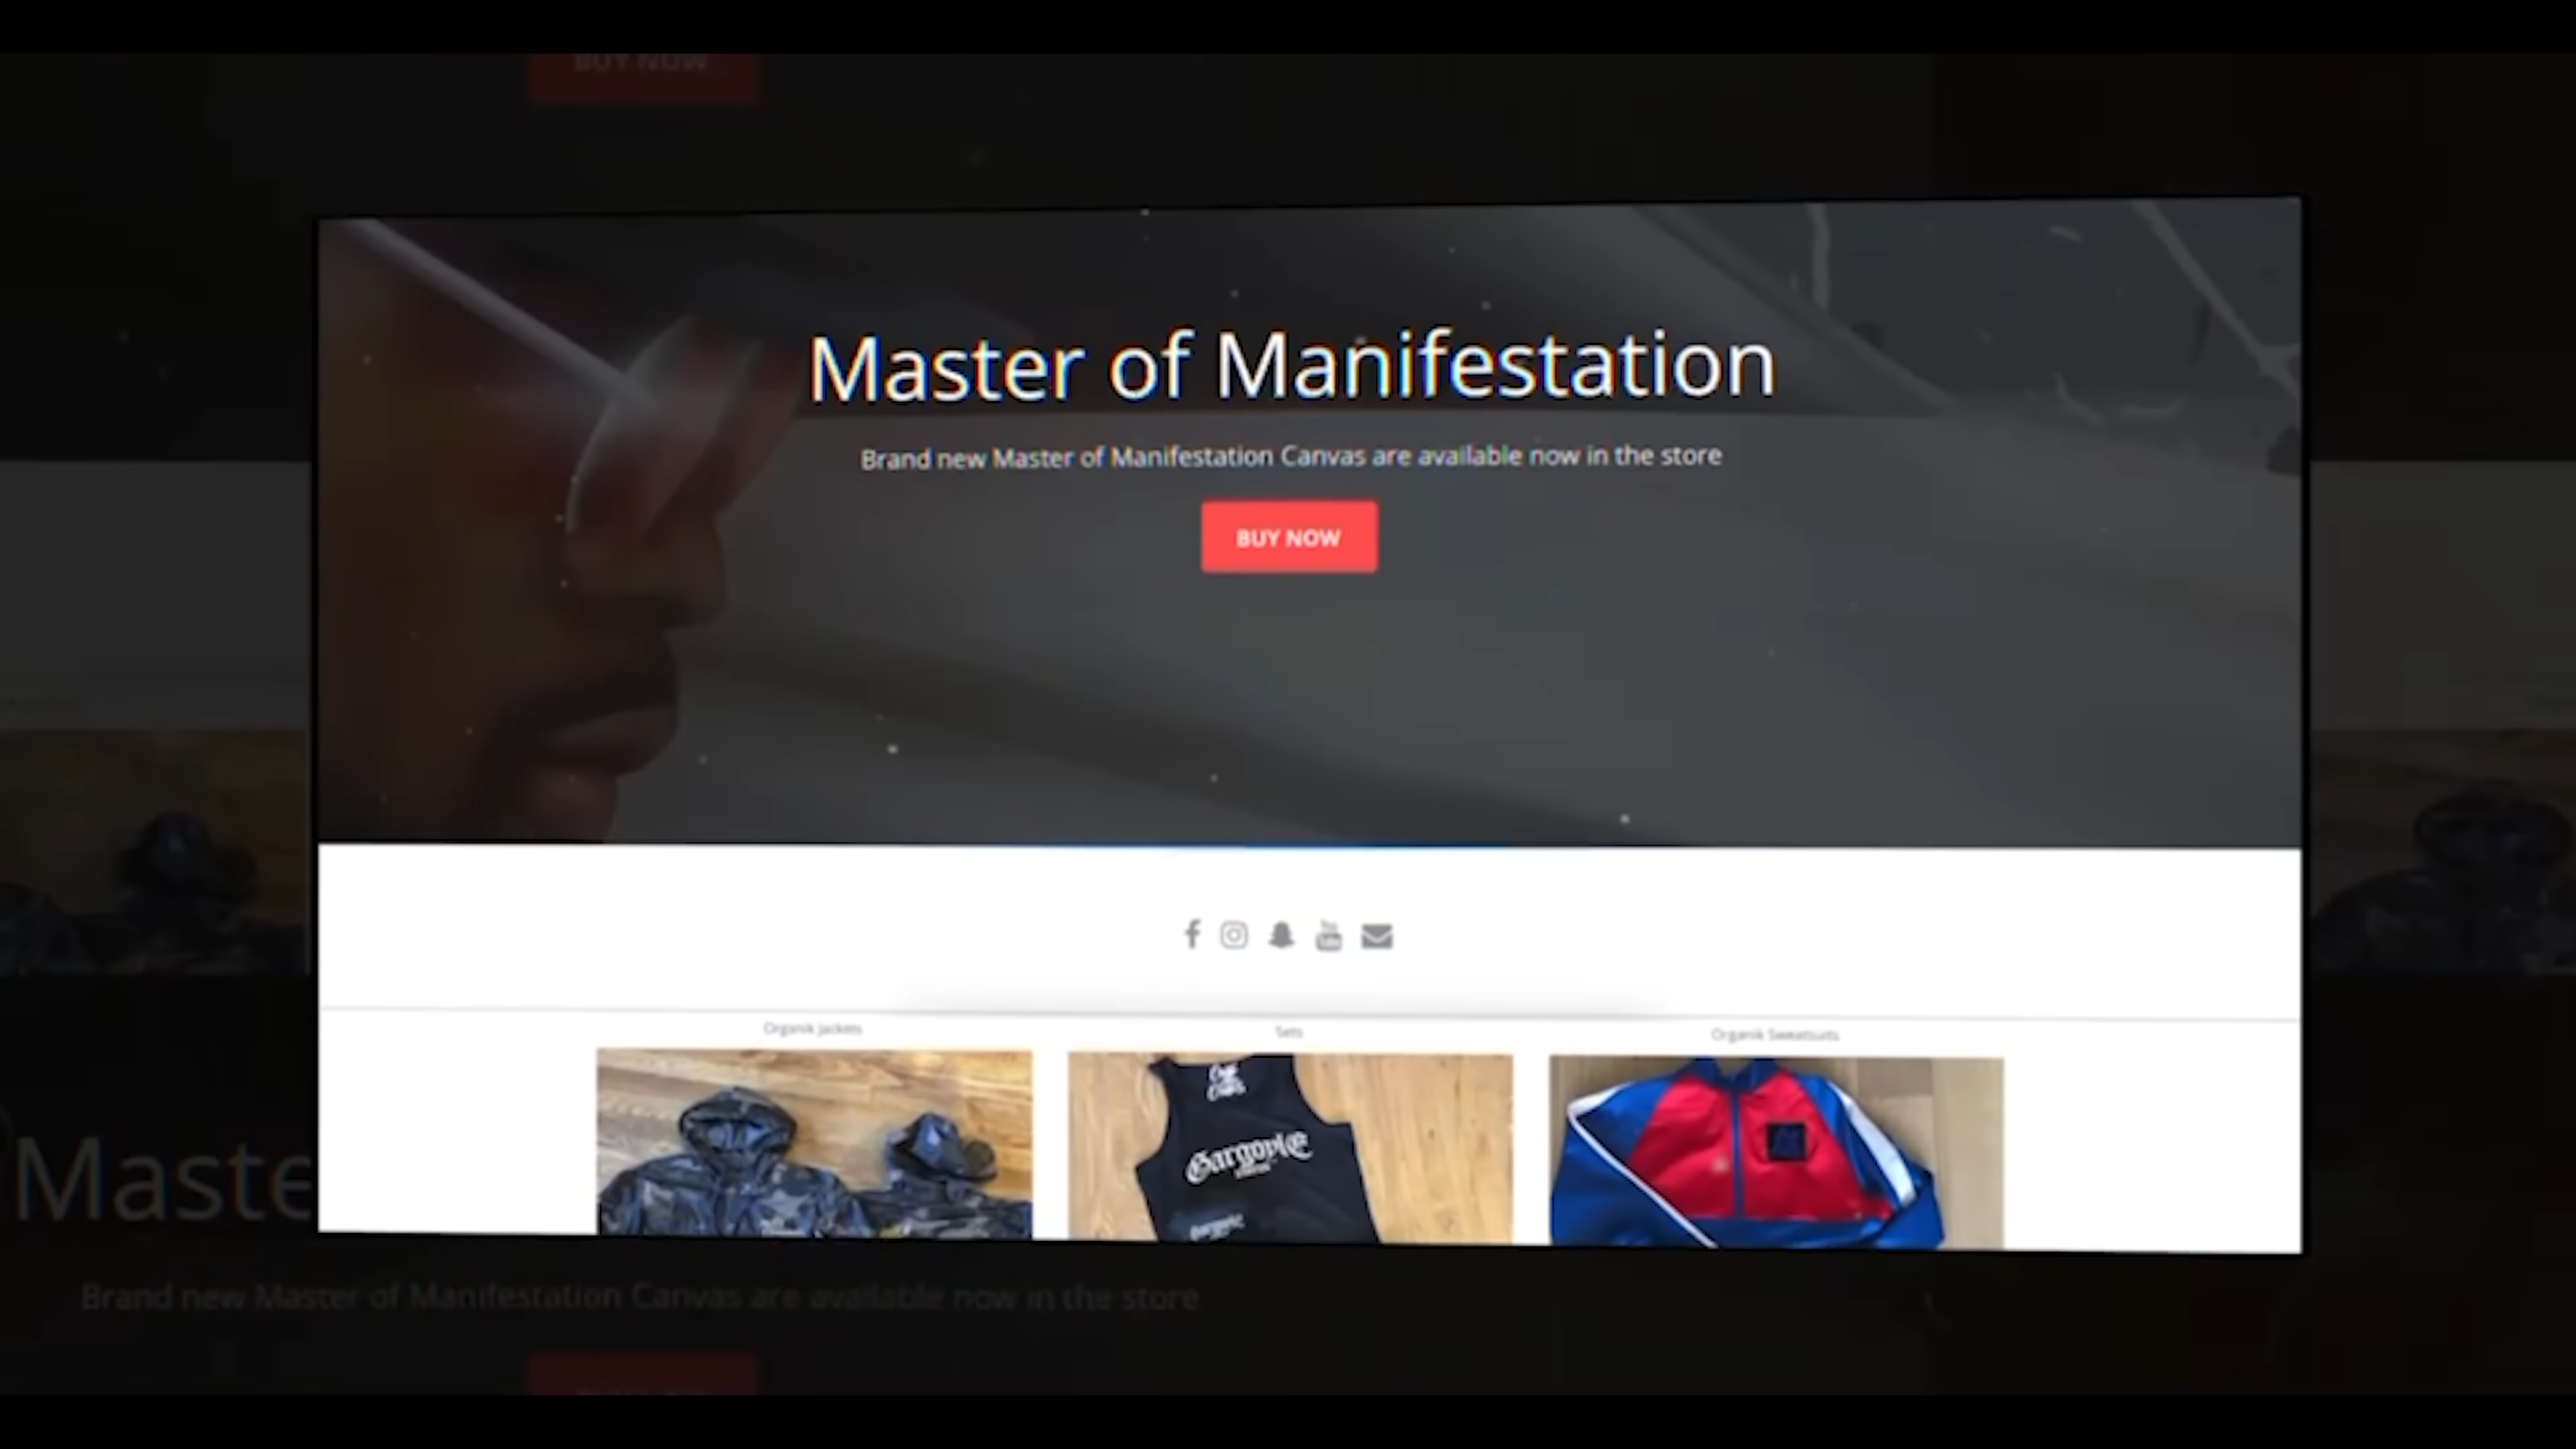 BUY NOW
Master of Manifestation
Brand new Master of Manifestation Canvas are available now in the store
BUY NOW
Organik Jackets
Sets
Organik Sweatsuits
GargoylE
Maste
Brand new Master of Manifestation Canvas are available now in the store